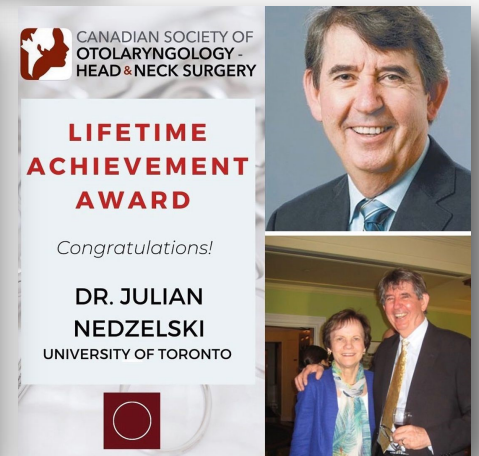 CANADIAN SOCIETY OF
OTOLARYNGOLOGY -
HEAD & NECK SURGERY
LIFETIME
ACHIEVEMENT
AWARD
Congratulations!
DR. JULIAN
NEDZELSKI
UNIVERSITY OF TORONTO